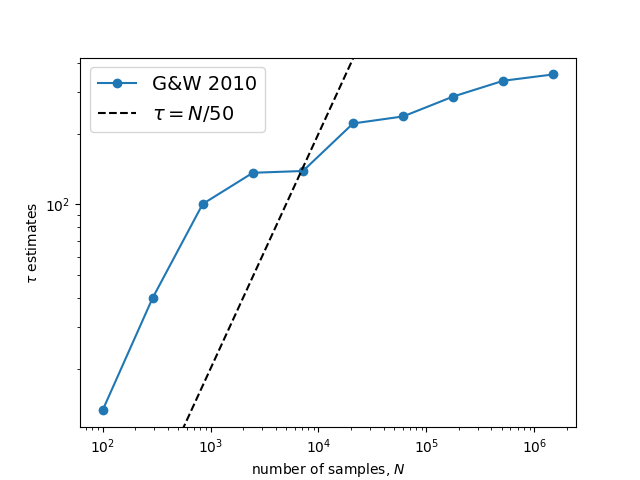 G&W 2010
τ = N/50
10²
τ estimates
10² 10³ 10⁴ 10⁵ 10⁶
number of samples, N